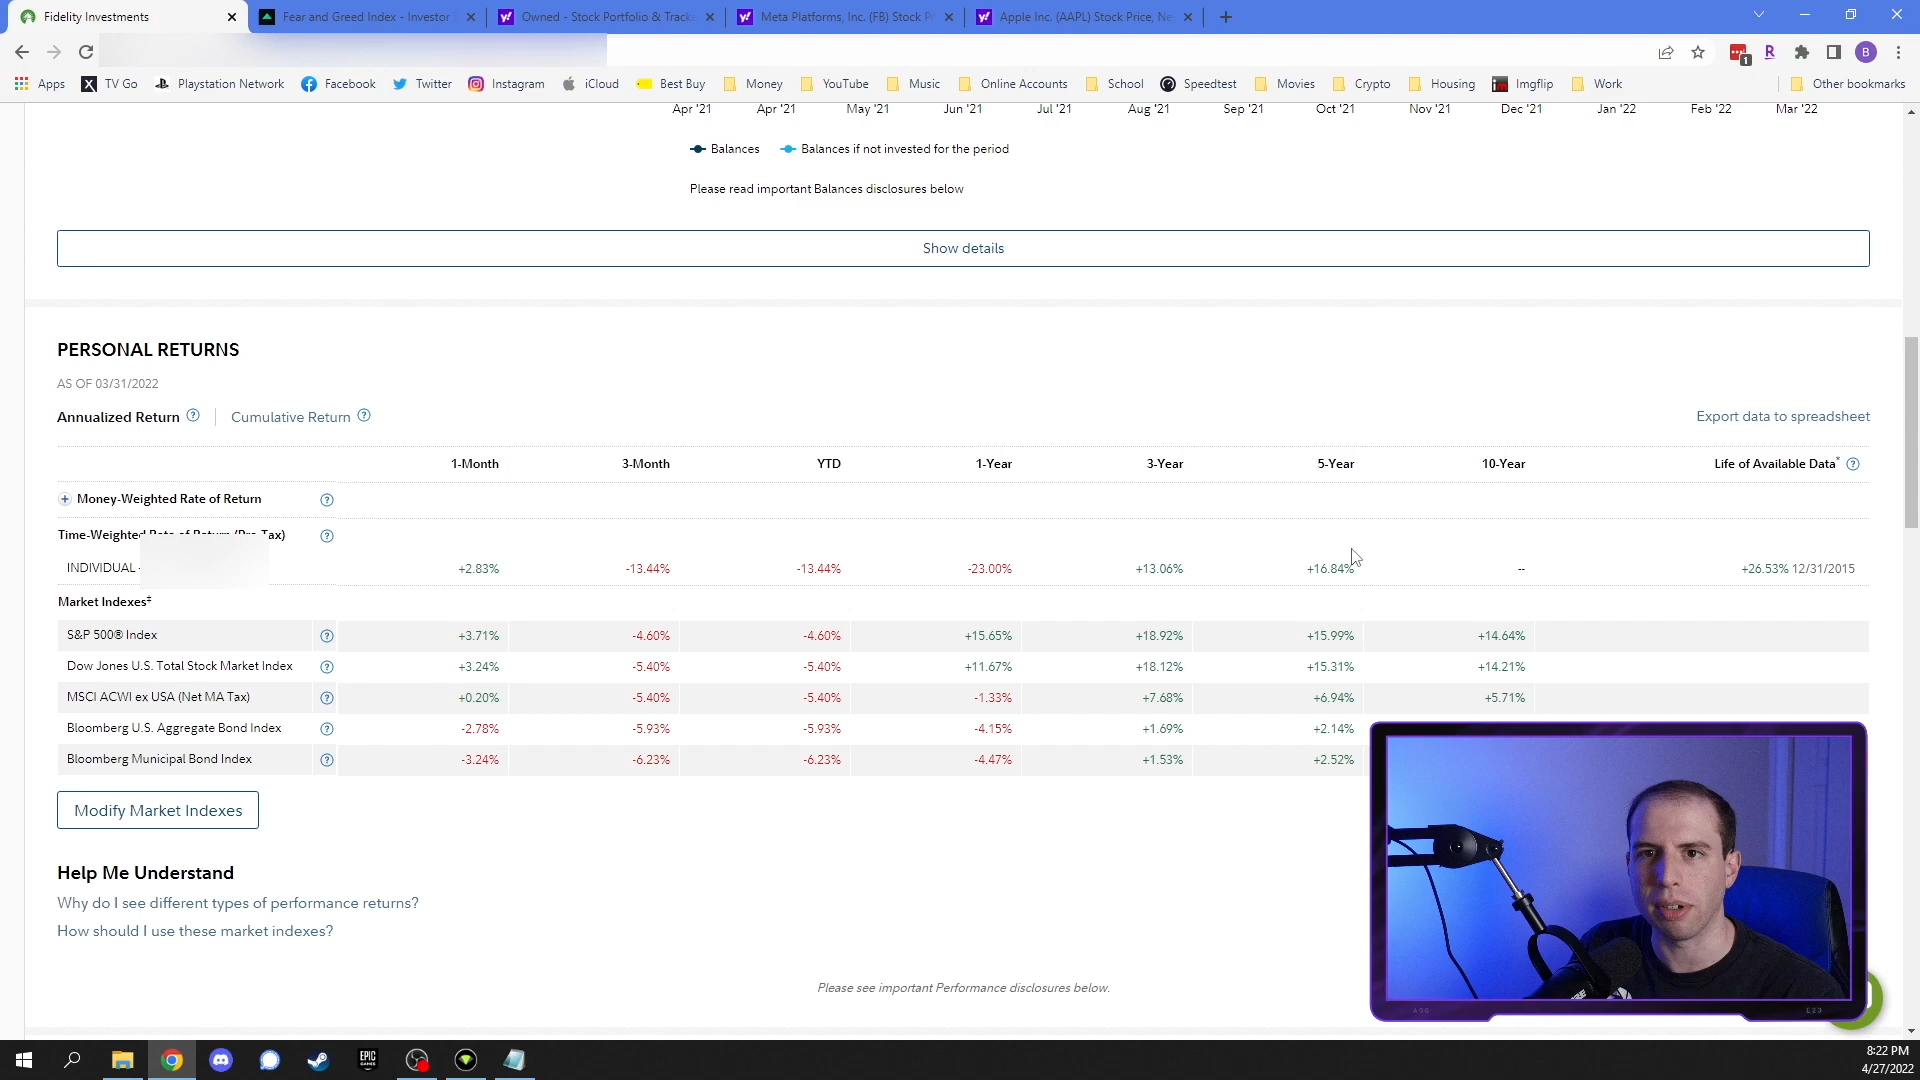 Fidelity Investments
Fear and Greed Index - Investor S
Owned - Stock Portfolio & Tracke
Meta Platforms, Inc. (FB) Stock P
Apple Inc. (AAPL) Stock Price, Ne
1
B
Apps
TV Go
Playstation Network
Facebook
Twitter
Instagram
iCloud
Best Buy
Money
YouTube
Music
Online Accounts
School
Speedtest
Movies
Crypto
Housing
Imgflip
Work
Other bookmarks
Apr '21 Apr '21 May '21 Jun '21 Jul '21 Aug '21 Sep '21 Oct '21 Nov '21 Dec '21 Jan '22 Feb '22 Mar '22
Balances Balances if not invested for the period
Please read important Balances disclosures below
Show details
PERSONAL RETURNS
AS OF 03/31/2022
Annualized Return ? Cumulative Return ? Export data to spreadsheet
1-Month 3-Month YTD 1-Year 3-Year 5-Year 10-Year Life of Available Data* ?
+ Money-Weighted Rate of Return ?
Time-Weighted Rate of Return (Pre-Tax) ?
INDIVIDUAL - +2.83% -13.44% -13.44% -23.00% +13.06% +16.84% -- +26.53% 12/31/2015
Market Indexes‡
S&P 500® Index ? +3.71% -4.60% -4.60% +15.65% +18.92% +15.99% +14.64%
Dow Jones U.S. Total Stock Market Index ? +3.24% -5.40% -5.40% +11.67% +18.12% +15.31% +14.21%
MSCI ACWI ex USA (Net MA Tax) ? +0.20% -5.40% -5.40% -1.33% +7.68% +6.94% +5.71%
Bloomberg U.S. Aggregate Bond Index ? -2.78% -5.93% -5.93% -4.15% +1.69% +2.14%
Bloomberg Municipal Bond Index ? -3.24% -6.23% -6.23% -4.47% +1.53% +2.52%
Modify Market Indexes
Help Me Understand
Why do I see different types of performance returns?
How should I use these market indexes?
Please see important Performance disclosures below.
EPIC GAMES
8:22 PM
4/27/2022